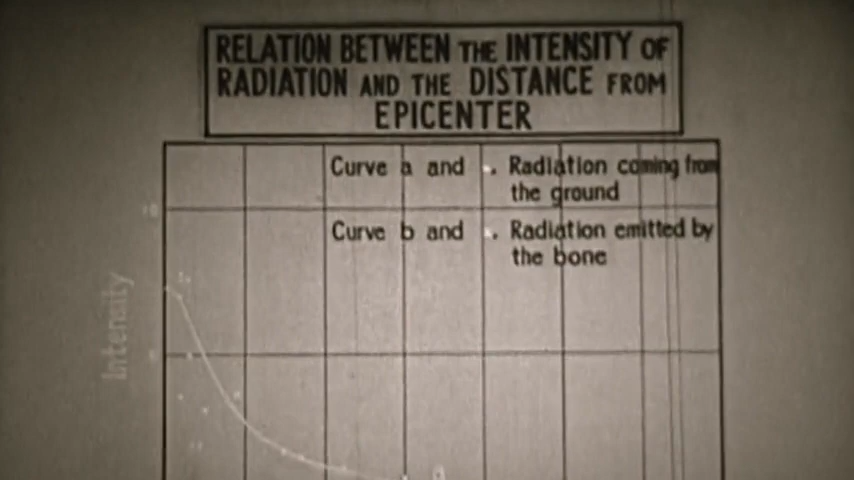 RELATION BETWEEN THE INTENSITY OF
RADIATION AND THE DISTANCE FROM
EPICENTER
Curve a and . Radiation coming from
the ground
10
Curve b and . Radiation emitted by
the bone
Intensity
a